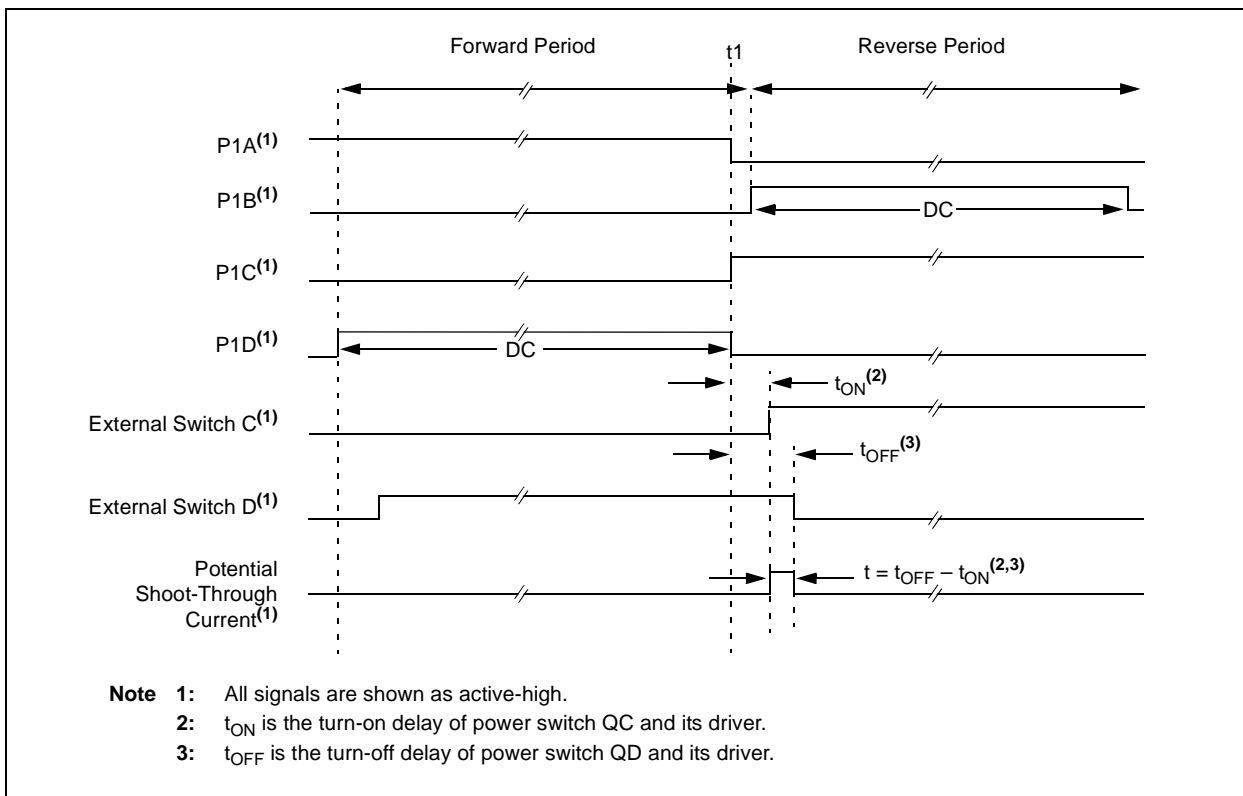 Forward Period
t1
Reverse Period
P1A(1)
P1B(1)
DC
P1C(1)
P1D(1)
DC
tON(2)
External Switch C(1)
tOFF(3)
External Switch D(1)
Potential
Shoot-Through
Current(1)
t = tOFF – tON(2,3)
Note 1: All signals are shown as active-high.
2: tON is the turn-on delay of power switch QC and its driver.
3: tOFF is the turn-off delay of power switch QD and its driver.